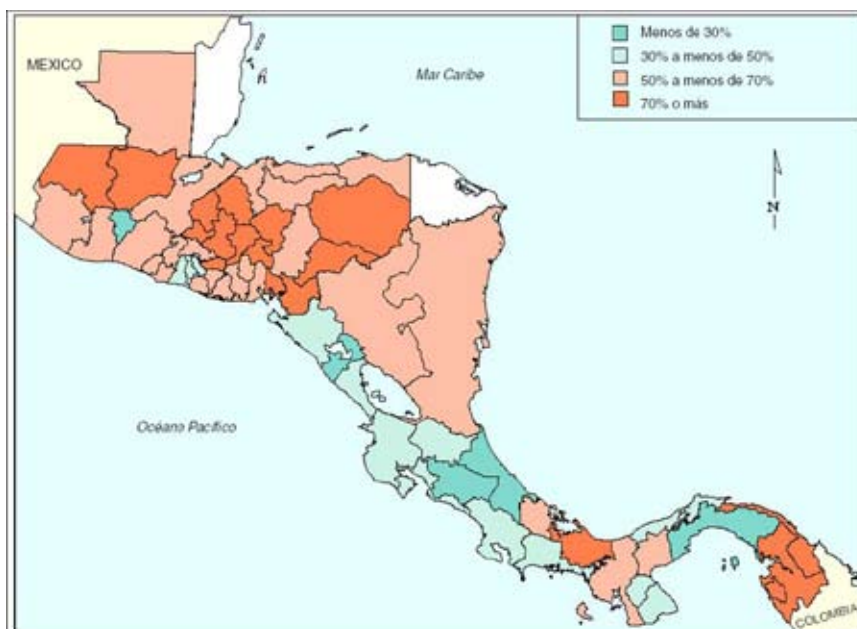 Menos de 30%
30% a menos de 50%
50% a menos de 70%
70% o más
MEXICO
Mar Caribe
N
Océano Pacífico
COLOMBIA